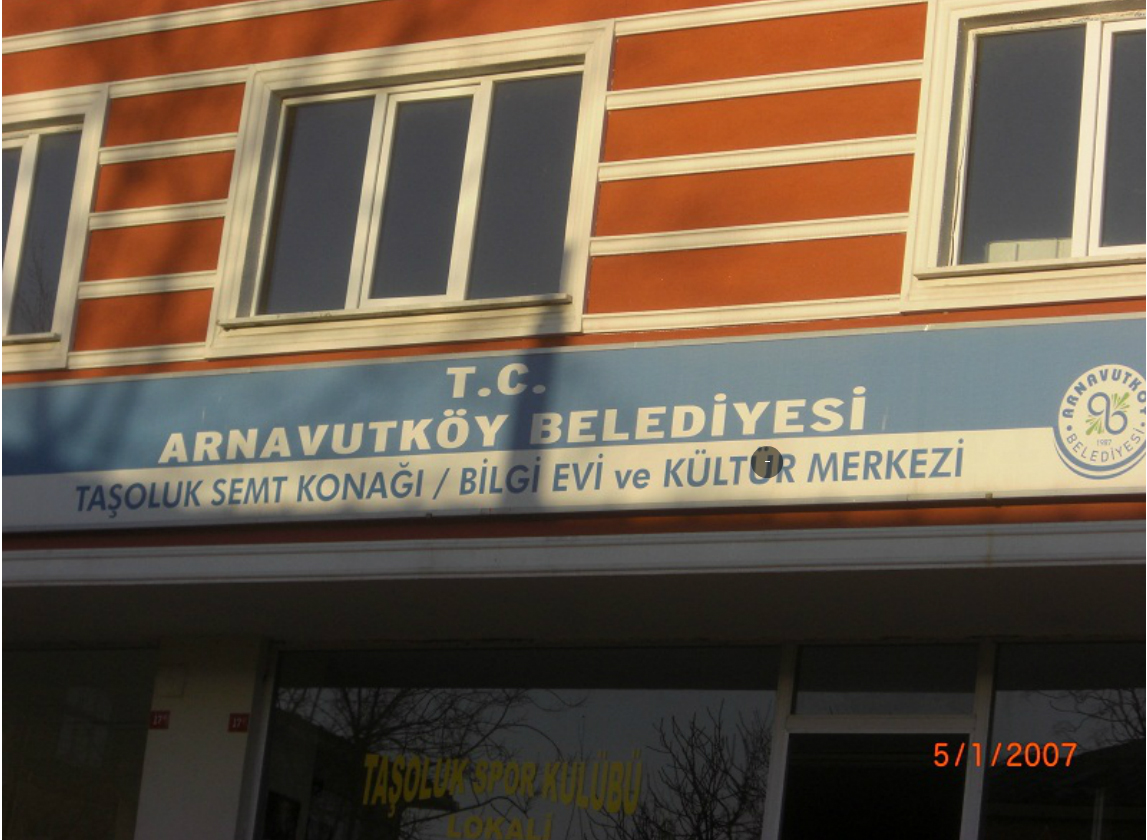 T.C.
ARNAVUTKÖY BELEDİYESİ
TAŞOLUK SEMT KONAĞI / BİLGİ EVİ ve KÜLTÜR MERKEZİ
ARNAVUTKÖ
1987
BELEDİYESİ
TAŞOLUK SPOR KULÜBÜ
LOKALİ
5/1/2007